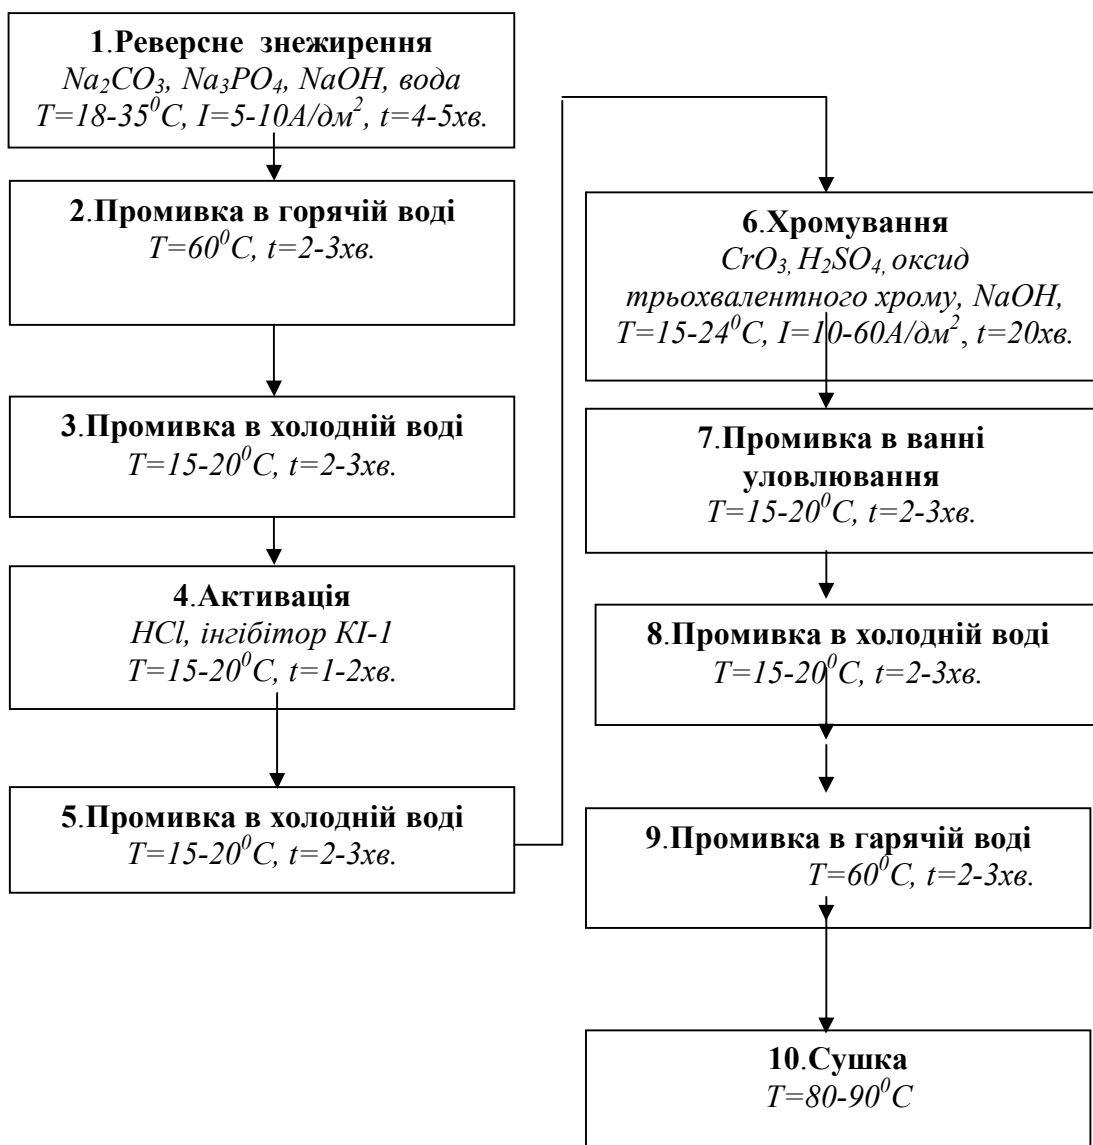 1.Реверсне знежирення
Na2CO3, Na3PO4, NaOH, вода
T=18-35⁰C, I=5-10А/дм², t=4-5хв.
2.Промивка в горячій воді
T=60⁰C, t=2-3хв.
3.Промивка в холодній воді
T=15-20⁰C, t=2-3хв.
4.Активація
HCl, інгібітор КІ-1
T=15-20⁰C, t=1-2хв.
5.Промивка в холодній воді
T=15-20⁰C, t=2-3хв.
6.Хромування
CrO3, H2SO4, оксид
трьохвалентного хрому, NaOH,
T=15-24⁰C, I=10-60А/дм², t=20хв.
7.Промивка в ванні
уловлювання
T=15-20⁰C, t=2-3хв.
8.Промивка в холодній воді
T=15-20⁰C, t=2-3хв.
9.Промивка в гарячій воді
T=60⁰C, t=2-3хв.
10.Сушка
T=80-90⁰C